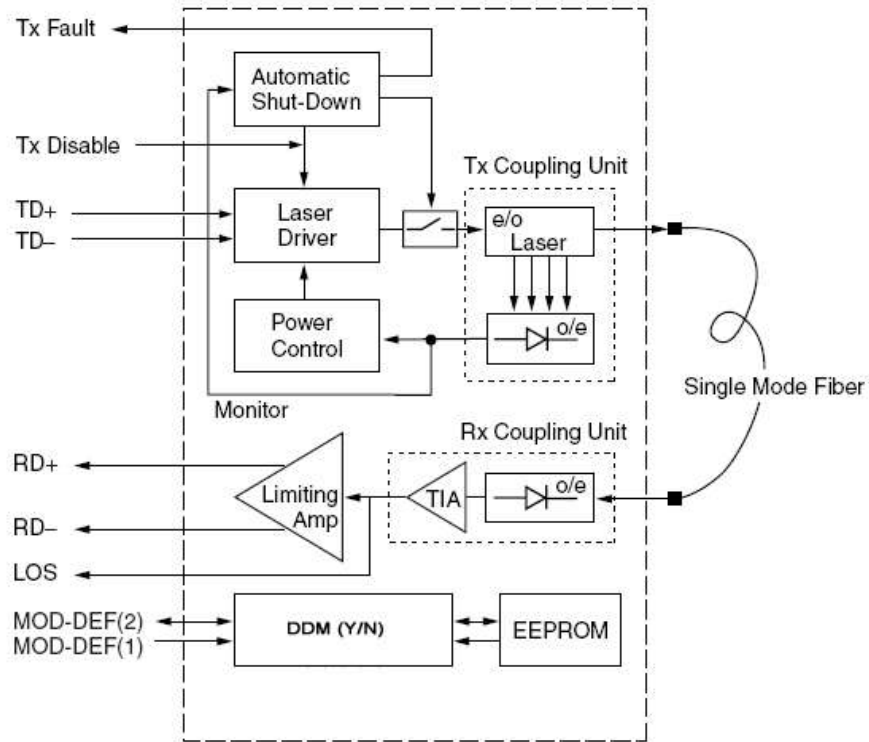 Tx Fault
Automatic
Shut-Down
Tx Disable
Tx Coupling Unit
TD+
TD–
Laser
Driver
e/o
Laser
Power
Control
o/e
Single Mode Fiber
Monitor
Rx Coupling Unit
RD+
RD–
Limiting
Amp
TIA
o/e
LOS
MOD-DEF(2)
MOD-DEF(1)
DDM (Y/N)
EEPROM